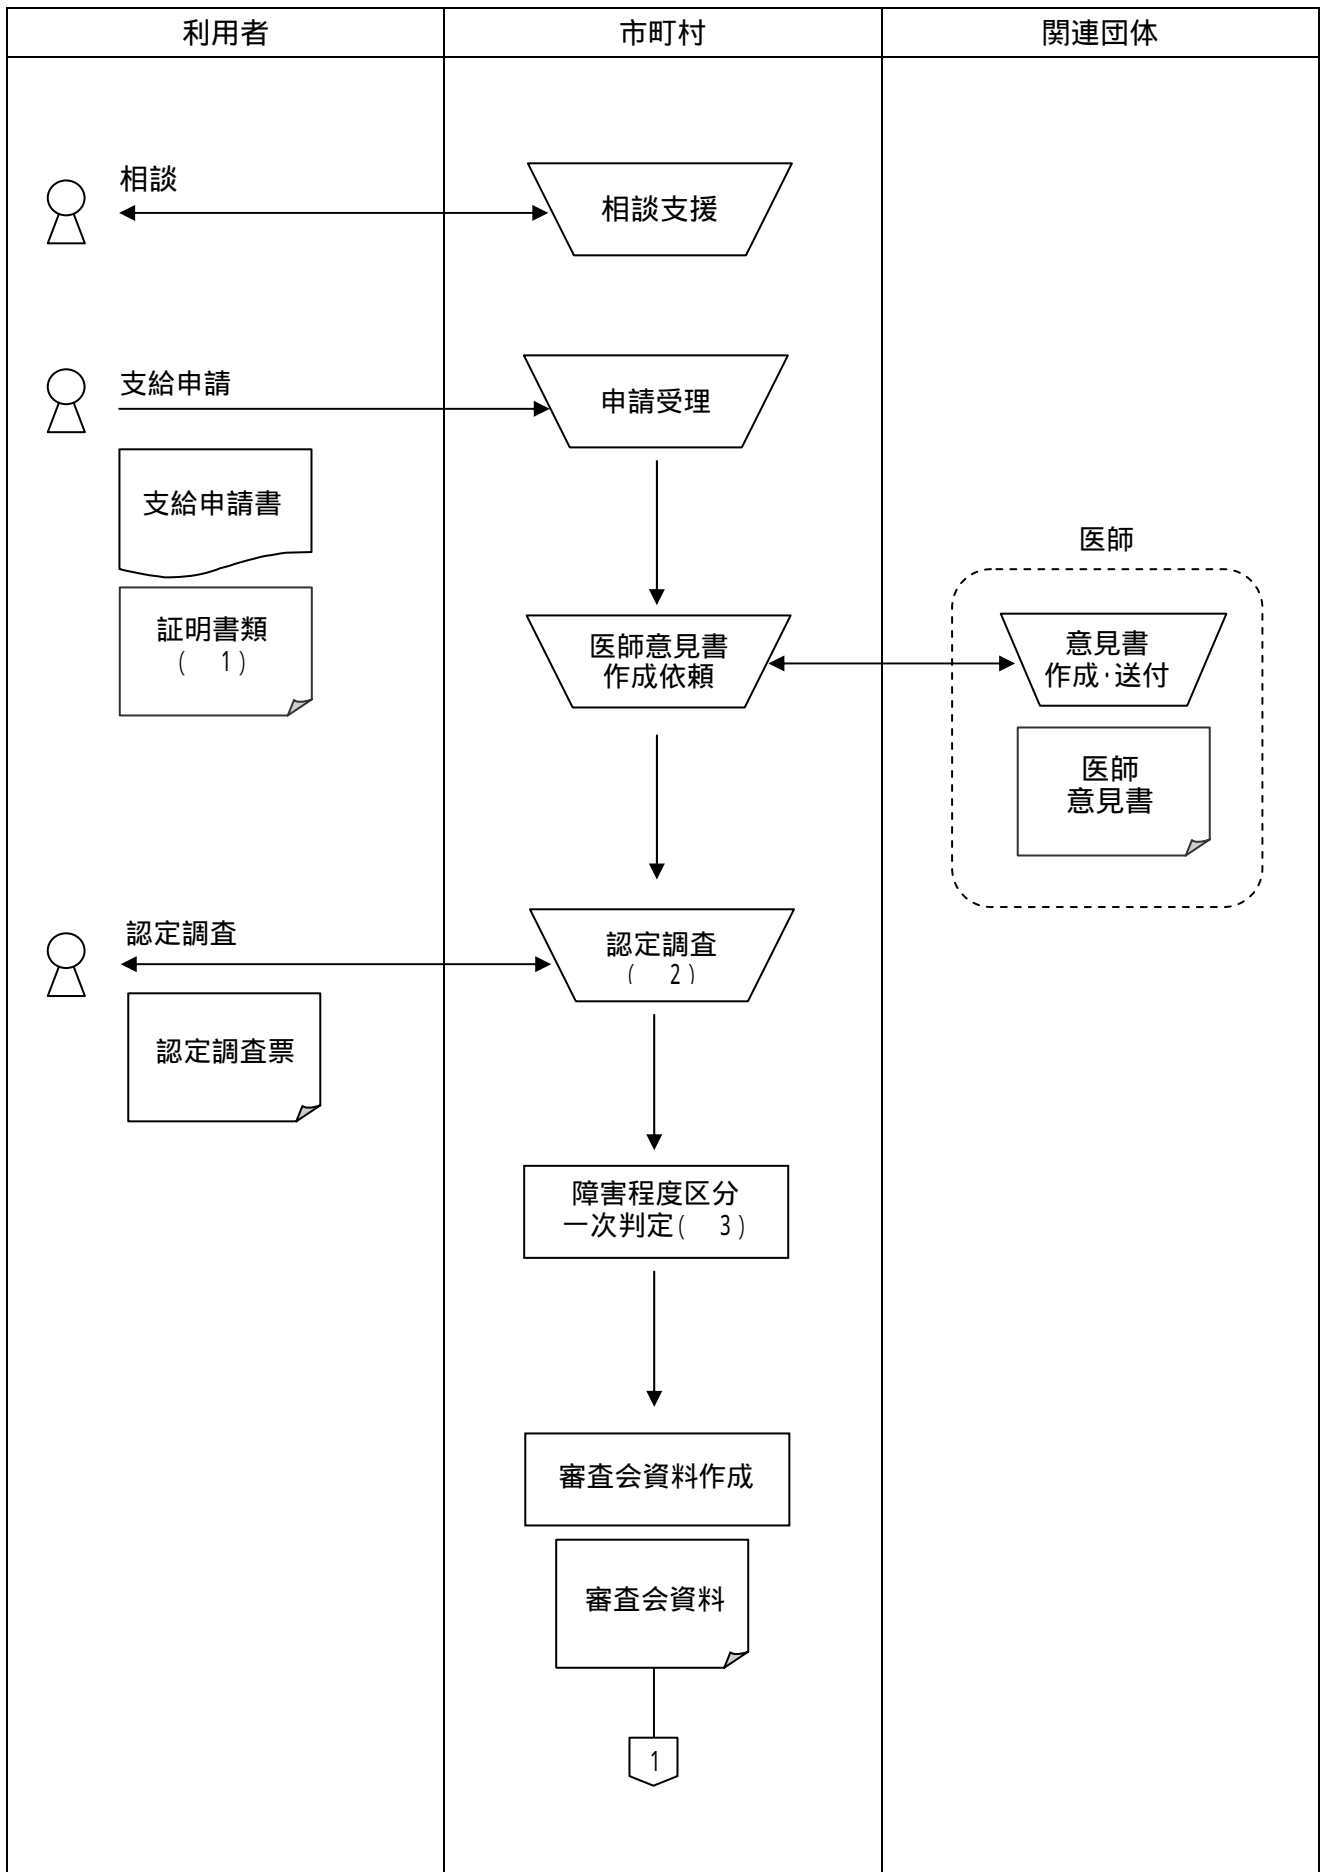 利用者
市町村
関連団体
相談
相談支援
支給申請
申請受理
支給申請書
証明書類
( 1)
医師
医師意見書
作成依頼
意見書
作成・送付
医師
意見書
認定調査
認定調査
( 2)
認定調査票
障害程度区分
一次判定( 3)
審査会資料作成
審査会資料
1